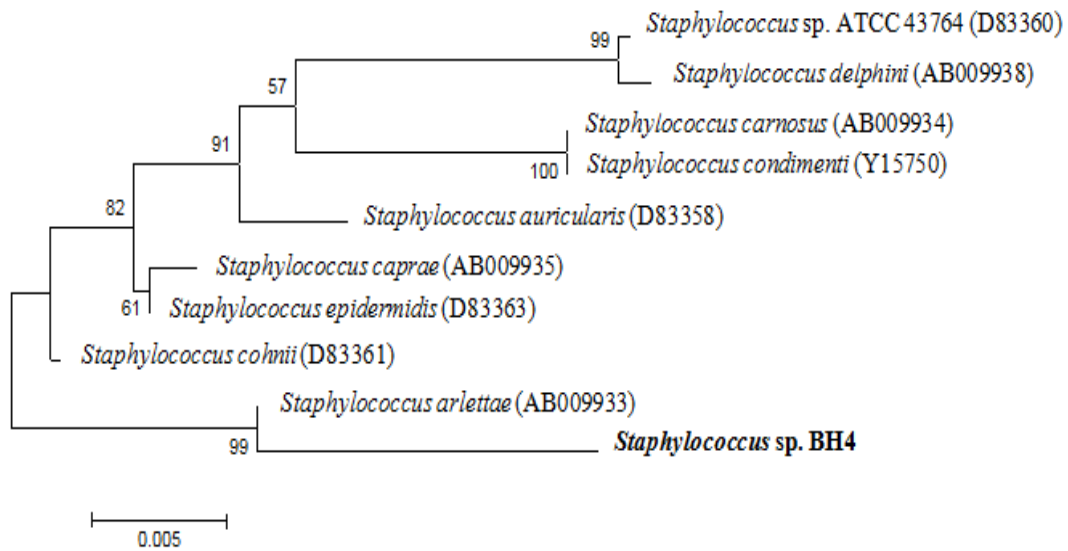 Staphylococcus sp. ATCC 43764 (D83360)
99
Staphylococcus delphini (AB009938)
57
Staphylococcus carnosus (AB009934)
91
Staphylococcus condimenti (Y15750)
100
82
Staphylococcus auricularis (D83358)
Staphylococcus caprae (AB009935)
61
Staphylococcus epidermidis (D83363)
Staphylococcus cohnii (D83361)
Staphylococcus arlettae (AB009933)
99
Staphylococcus sp. BH4
0.005